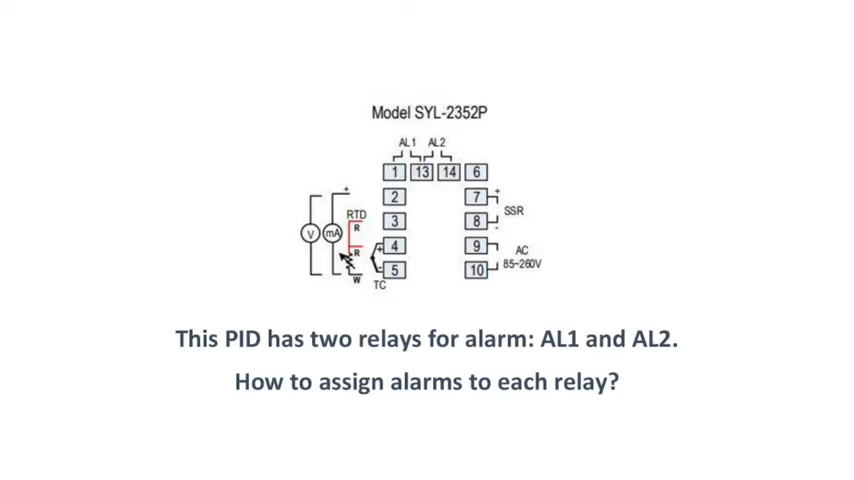 Model SYL-2352P
AL1 AL2
1 13 14 6
2 7 +
SSR
3 8 -
+
RTD
R
V mA
R
W
+ 4 9
AC
85~260V
- 5 10
TC
This PID has two relays for alarm: AL1 and AL2.
How to assign alarms to each relay?